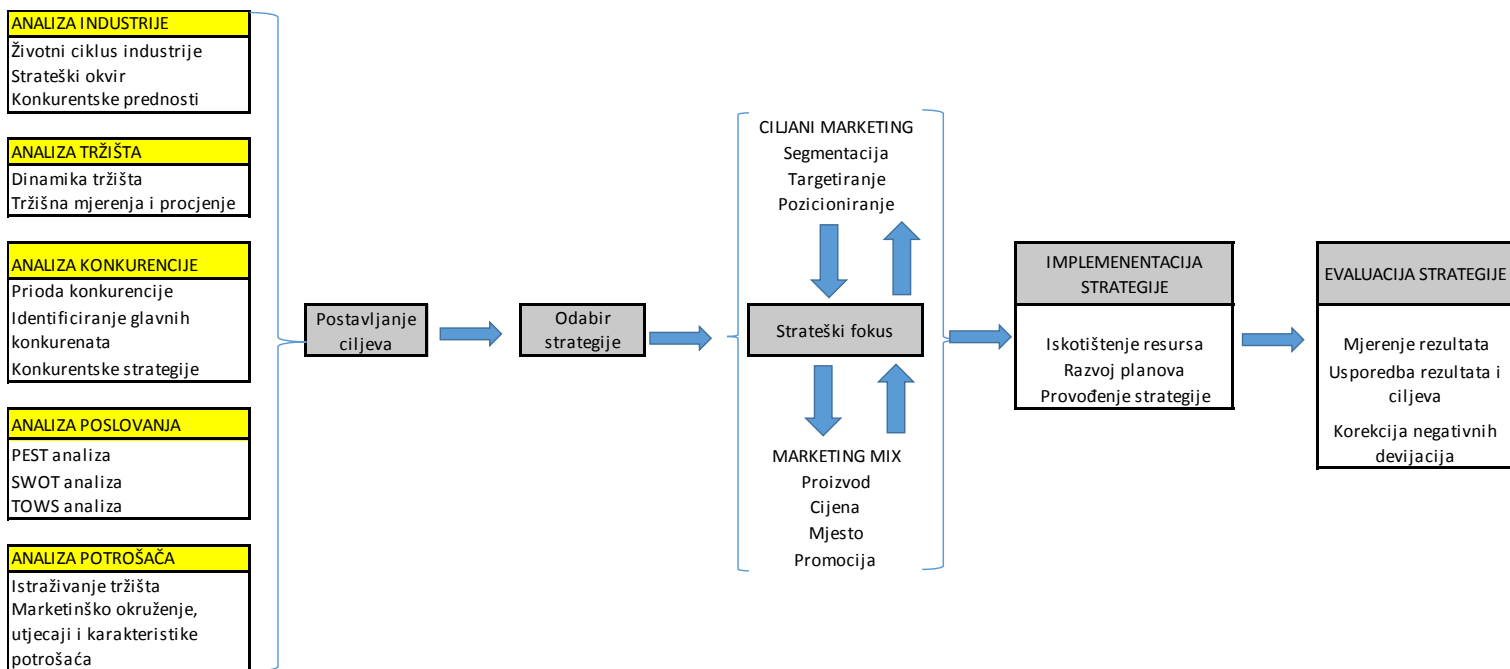 ANALIZA INDUSTRIJE
Životni ciklus industrije
Strateški okvir
Konkurentske prednosti
ANALIZA TRŽIŠTA
Dinamika tržišta
Tržišna mjerenja i procjene
ANALIZA KONKURENCIJE
Prioda konkurencije
Identificiranje glavnih
konkurenata
Konkurentske strategije
ANALIZA POSLOVANJA
PEST analiza
SWOT analiza
TOWS analiza
ANALIZA POTROŠAČA
Istraživanje tržišta
Marketinško okruženje,
utjecaji i karakteristike
potrošaća
Postavljanje
ciljeva
Odabir
strategije
CILJANI MARKETING
Segmentacija
Targetiranje
Pozicioniranje
Strateški fokus
MARKETING MIX
Proizvod
Cijena
Mjesto
Promocija
IMPLEMENENTACIJA
STRATEGIJE
Iskotištenje resursa
Razvoj planova
Provođenje strategije
EVALUACIJA STRATEGIJE
Mjerenje rezultata
Usporedba rezultata i
ciljeva
Korekcija negativnih
devijacija